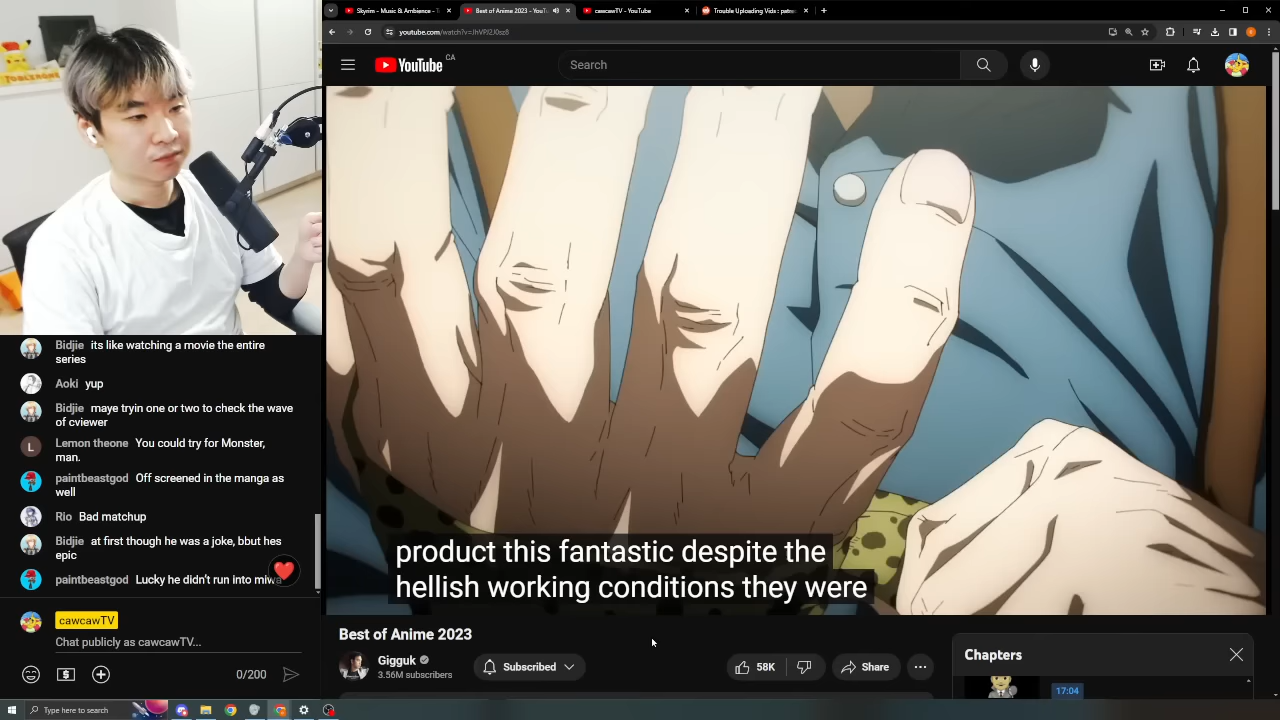 Skyrim - Music & Ambience - T
Best of Anime 2023 - YouTu
cawcawTV - YouTube
Trouble Uploading Vids : patre
youtube.com/watch?v=JhVPJ2J0sz8
YouTube CA
Search
TOBLERONE
Bidjie its like watching a movie the entire
series
Aoki yup
Bidjie maye tryin one or two to check the wave
of cviewer
L Lemon theone You could try for Monster,
man.
paintbeastgod Off screened in the manga as
well
Rio Bad matchup
Bidjie at first though he was a joke, bbut hes
epic
paintbeastgod Lucky he didn't run into miwa
cawcawTV
Chat publicly as cawcawTV...
0/200
product this fantastic despite the
hellish working conditions they were
Best of Anime 2023
Gigguk
3.56M subscribers
Subscribed
58K
Share
Chapters
17:04
Type here to search